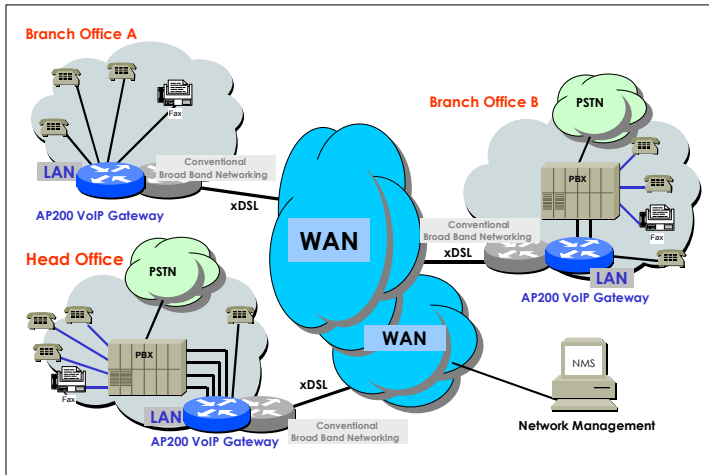 Branch Office A
Fax
LAN
Conventional
Broad Band Networking
AP200 VoIP Gateway
xDSL
Branch Office B
PSTN
PBX
Fax
Conventional
Broad Band Networking
xDSL
LAN
AP200 VoIP Gateway
WAN
WAN
Head Office
PSTN
PBX
Fax
LAN
AP200 VoIP Gateway
xDSL
Conventional
Broad Band Networking
NMS
Network Management